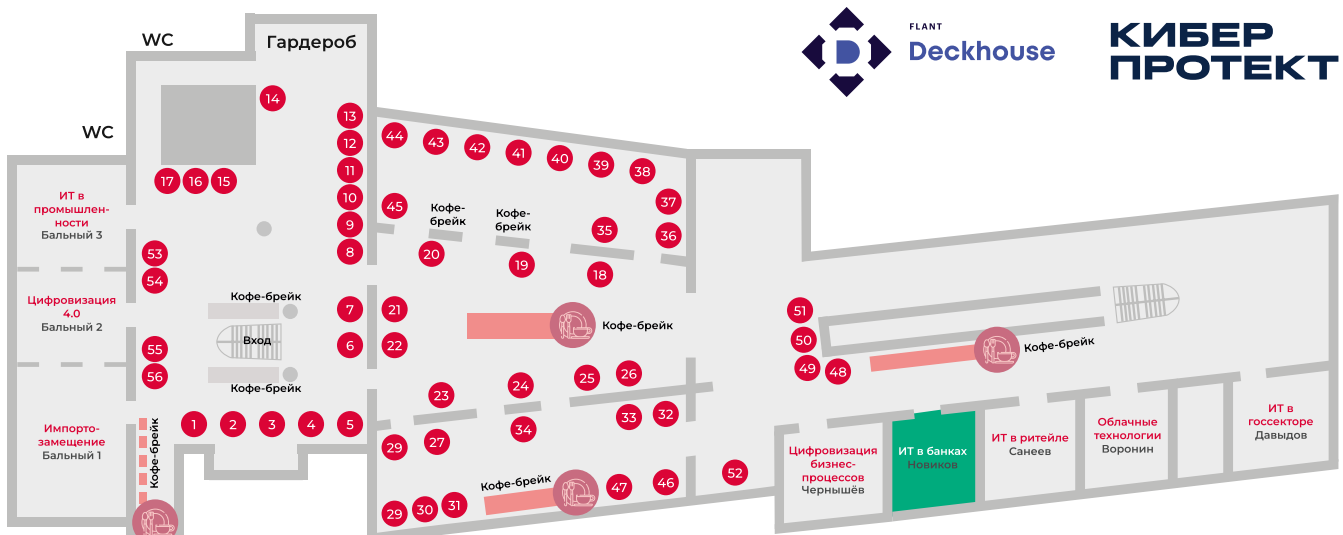 WC
Гардероб
FLANT
Deckhouse
КИБЕР
ПРОТЕКТ
WC
14
13
12
11
10
9
8
17
16
15
44
43
42
41
40
39
38
37
36
45
Кофе-
брейк
Кофе-
брейк
35
20
19
18
ИТ в
промышлен-
ности
Бальный 3
53
54
Цифровизация
4.0
Бальный 2
55
56
Импорто-
замещение
Бальный 1
Кофе-брейк
Кофе-брейк
Вход
Кофе-брейк
7
6
21
22
Кофе-брейк
1
2
3
4
5
23
24
25
26
29
27
34
33
32
29
30
31
Кофе-брейк
47
46
52
51
50
49
48
Кофе-брейк
Цифровизация
бизнес-
процессов
Чернышёв
ИТ в банках
Новиков
ИТ в ритейле
Санеев
Облачные
технологии
Воронин
ИТ в
госсекторе
Давыдов